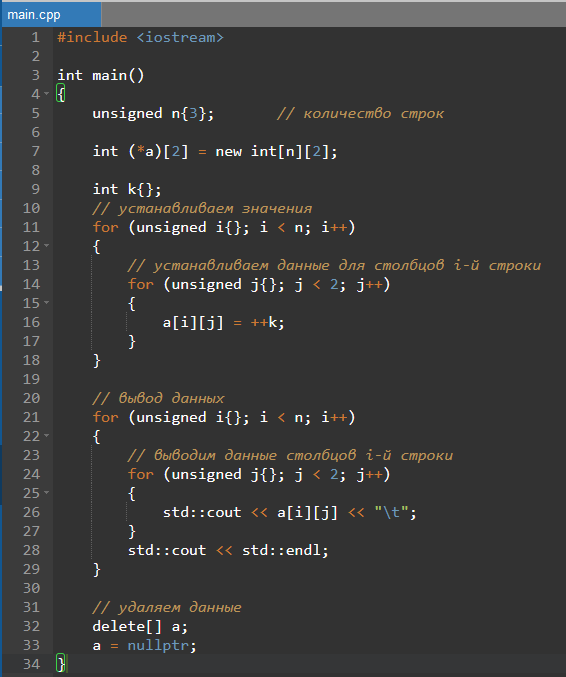 main.cpp
1 #include <iostream>
2
3 int main()
4 {
5     unsigned n{3};       // количество строк
6
7     int (*a)[2] = new int[n][2];
8
9     int k{};
10     // устанавливаем значения
11     for (unsigned i{}; i < n; i++)
12     {
13         // устанавливаем данные для столбцов i-й строки
14         for (unsigned j{}; j < 2; j++)
15         {
16             a[i][j] = ++k;
17         }
18     }
19
20     // вывод данных
21     for (unsigned i{}; i < n; i++)
22     {
23         // выводим данные столбцов i-й строки
24         for (unsigned j{}; j < 2; j++)
25         {
26             std::cout << a[i][j] << "\t";
27         }
28         std::cout << std::endl;
29     }
30
31     // удаляем данные
32     delete[] a;
33     a = nullptr;
34 }